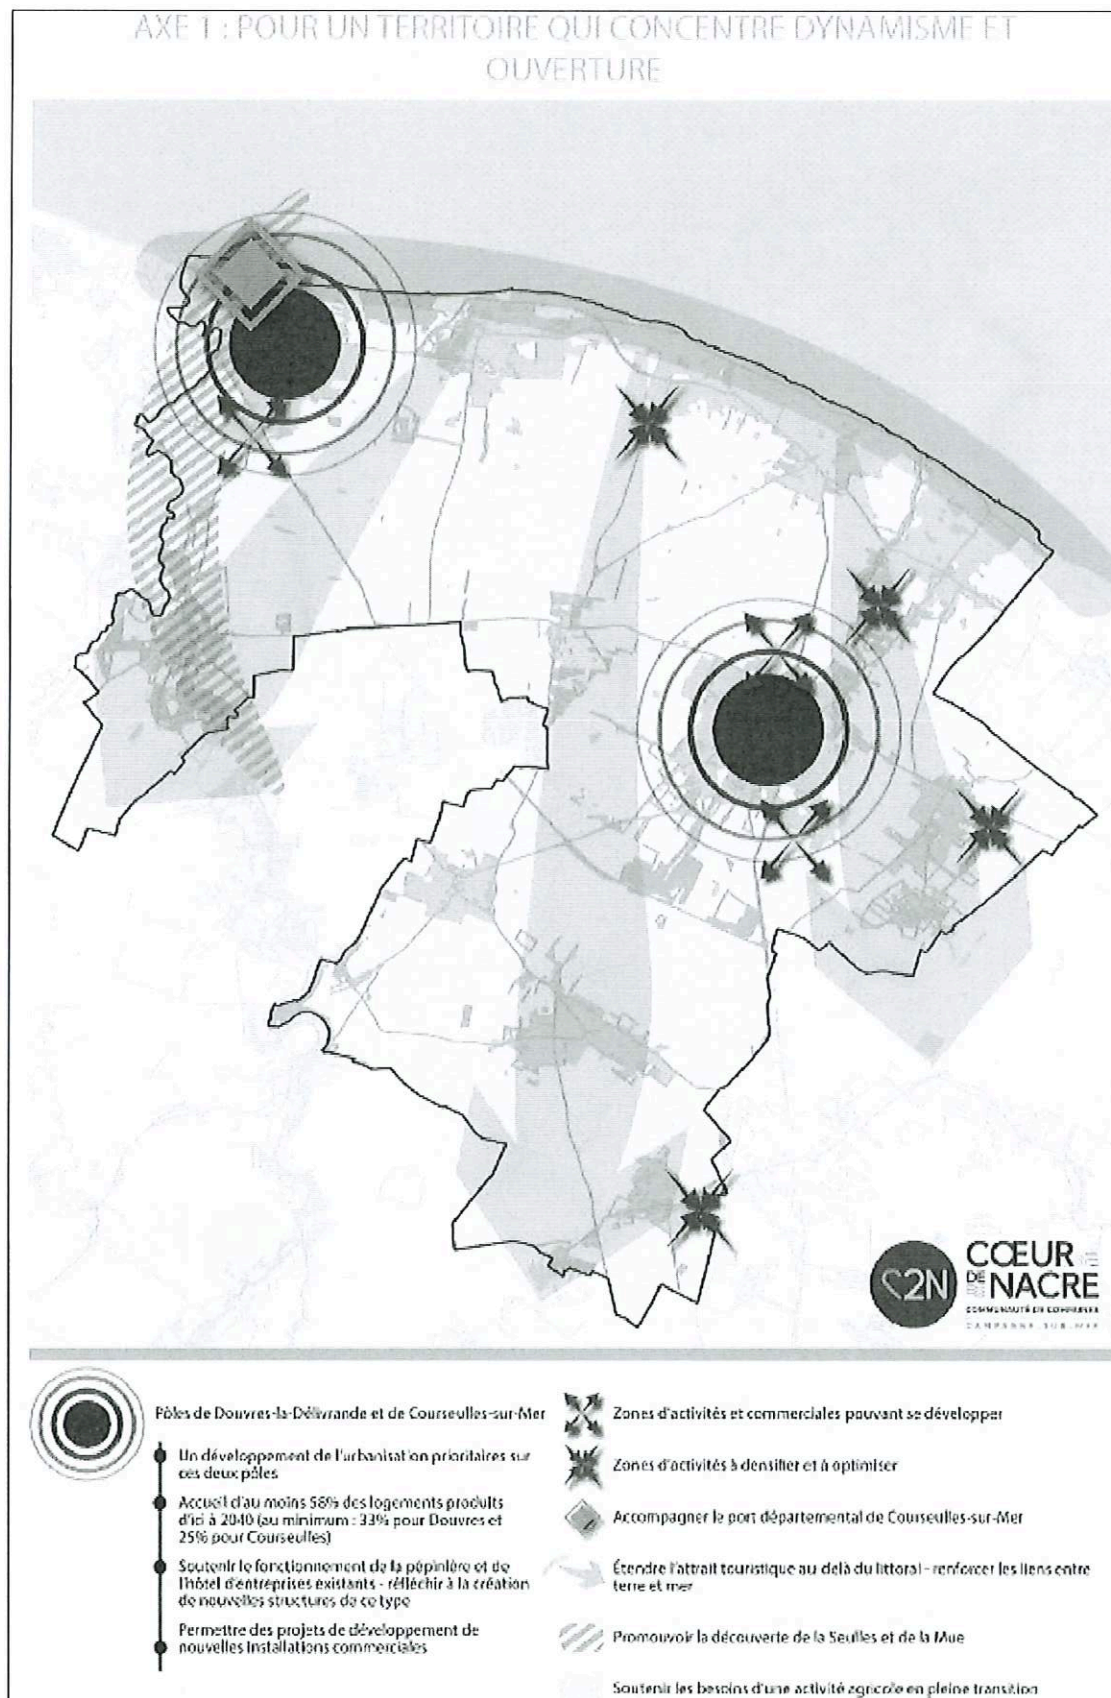 AXE 1 : POUR UN TERRITOIRE QUI CONCENTRE DYNAMISME ET
OUVERTURE
C2N
CŒUR
DE NACRE
COMMUNAUTÉ DE COMMUNES
CAMPAGNE-SUR-MER
Pôles de Douvres-la-Délivrande et de Courseulles-sur-Mer
Un développement de l'urbanisation prioritaires sur
ces deux pôles
Accueil d'au moins 58% des logements produits
d'ici à 2040 (au minimum : 33% pour Douvres et
25% pour Courseulles)
Soutenir le fonctionnement de la pépinière et de
l'hôtel d'entreprises existants - réfléchir à la création
de nouvelles structures de ce type
Permettre des projets de développement de
nouvelles installations commerciales
Zones d'activités et commerciales pouvant se développer
Zones d'activités à densifier et à optimiser
Accompagner le port départemental de Courseulles-sur-Mer
Étendre l'attrait touristique au delà du littoral - renforcer les liens entre
terre et mer
Promouvoir la découverte de la Seulles et de la Mue
Soutenir les besoins d'une activité agricole en pleine transition